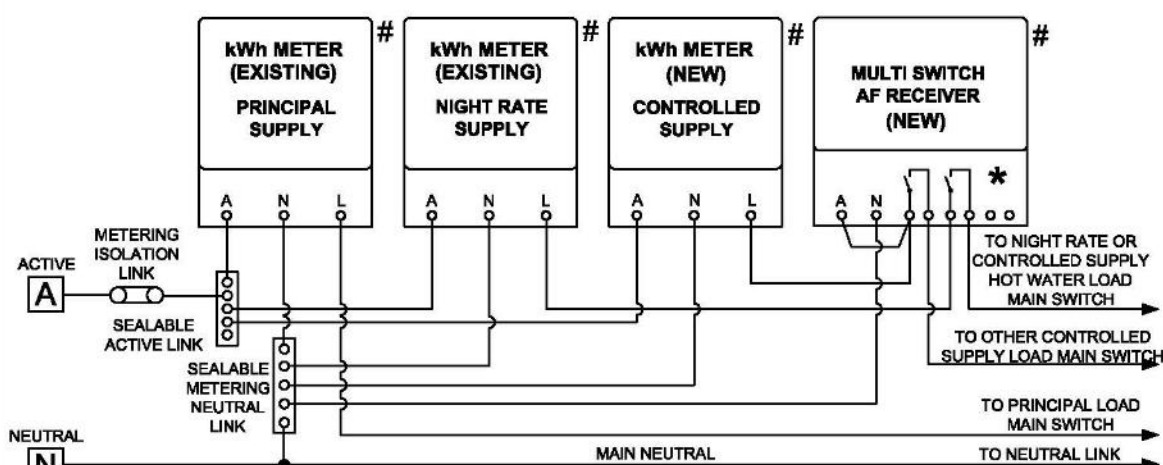 kWh METER
(EXISTING)
PRINCIPAL
SUPPLY
#
kWh METER
(EXISTING)
NIGHT RATE
SUPPLY
#
kWh METER
(NEW)
CONTROLLED
SUPPLY
#
MULTI SWITCH
AF RECEIVER
(NEW)
#
A N L
A N L
A N L
A N *
METERING
ISOLATION
LINK
ACTIVE
A
SEALABLE
ACTIVE LINK
SEALABLE
METERING
NEUTRAL
LINK
TO NIGHT RATE OR
CONTROLLED SUPPLY
HOT WATER LOAD
MAIN SWITCH
TO OTHER CONTROLLED
SUPPLY LOAD MAIN SWITCH
TO PRINCIPAL LOAD
MAIN SWITCH
NEUTRAL
N
MAIN NEUTRAL
TO NEUTRAL LINK